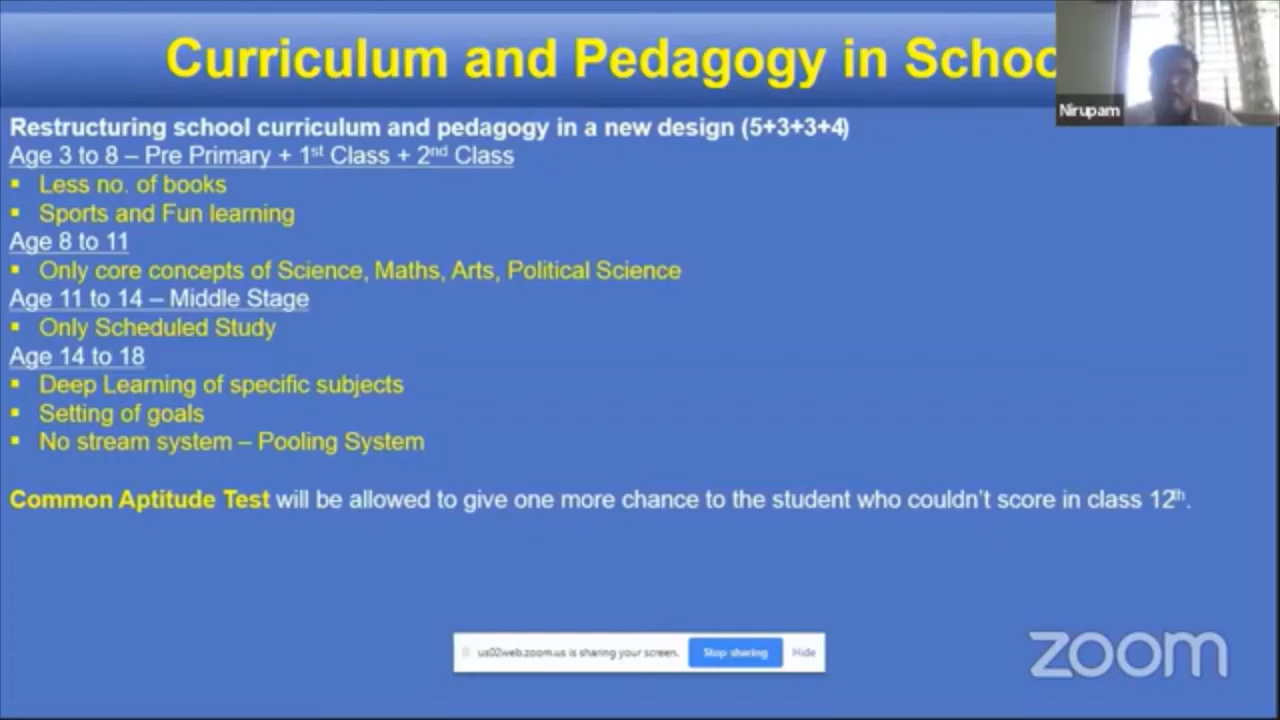 Curriculum and Pedagogy in Schoo
Nirupam
Restructuring school curriculum and pedagogy in a new design (5+3+3+4)
Age 3 to 8 – Pre Primary + 1st Class + 2nd Class
▪ Less no. of books
▪ Sports and Fun learning
Age 8 to 11
▪ Only core concepts of Science, Maths, Arts, Political Science
Age 11 to 14 – Middle Stage
▪ Only Scheduled Study
Age 14 to 18
▪ Deep Learning of specific subjects
▪ Setting of goals
▪ No stream system – Pooling System
Common Aptitude Test will be allowed to give one more chance to the student who couldn't score in class 12th.
us02web.zoom.us is sharing your screen. Stop sharing Hide
zoom